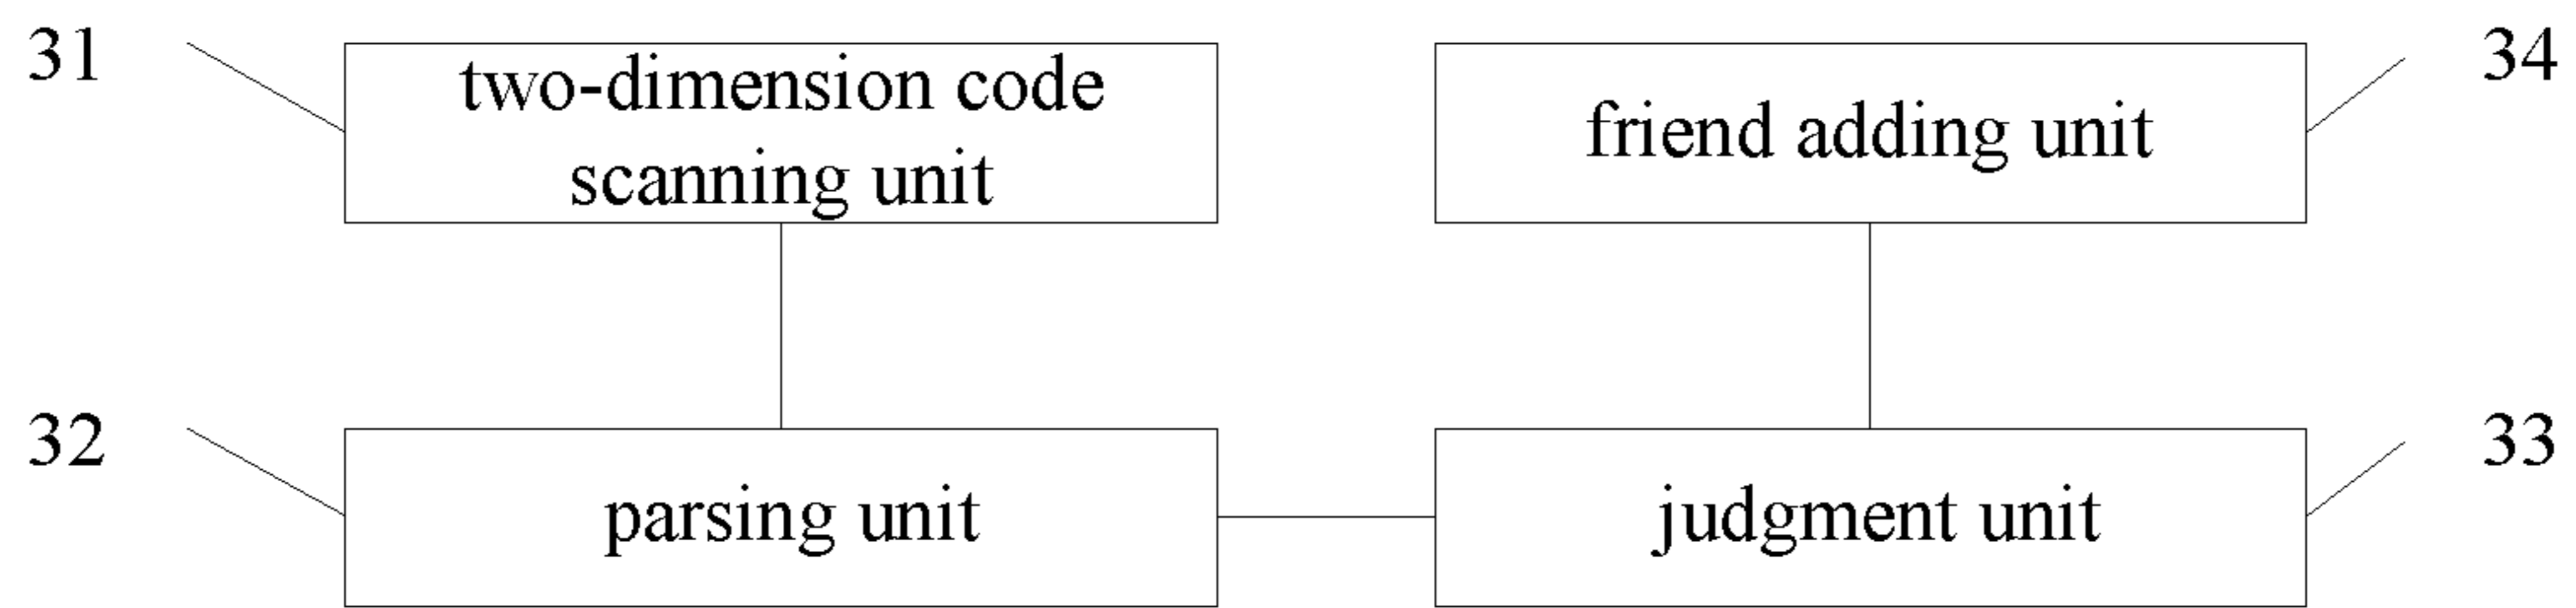 31
two-dimension code
scanning unit
friend adding unit
34
32
parsing unit
judgment unit
33